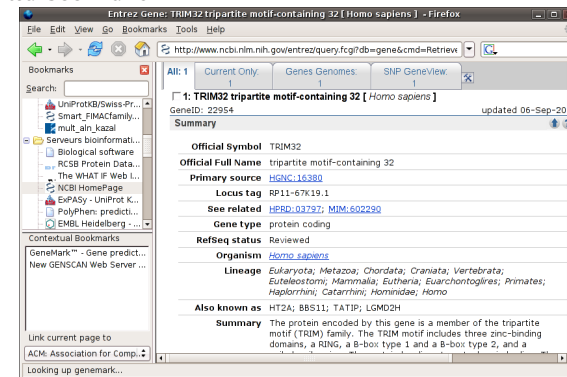 Entrez Gene: TRIM32 tripartite motif-containing 32 [Homo sapiens ] - Firefox
File Edit View Go Bookmarks Tools Help
http://www.ncbi.nlm.nih.gov/entrez/query.fcgi?db=gene&cmd=Retrieve
Bookmarks
Search:
UniProtKB/Swiss-Pr...
Smart_FIMACfamily...
mult_aln_kazal
Serveurs bioinformati...
Biological software
RCSB Protein Data...
The WHAT IF Web I...
NCBI HomePage
ExPASy - UniProt K...
PolyPhen: predicti...
EMBL Heidelberg - ...
Contextual Bookmarks
GeneMark™ - Gene predict...
New GENSCAN Web Server ...
Link current page to
ACM: Association for Compu...
Looking up genemark...
All: 1
Current Only: 1
Genes Genomes: 1
SNP GeneView: 1
1: TRIM32 tripartite motif-containing 32 [ Homo sapiens ]
GeneID: 22954 updated 06-Sep-20
Summary
Official Symbol TRIM32
Official Full Name tripartite motif-containing 32
Primary source HGNC:16380
Locus tag RP11-67K19.1
See related HPRD:03797; MIM:602290
Gene type protein coding
RefSeq status Reviewed
Organism Homo sapiens
Lineage Eukaryota; Metazoa; Chordata; Craniata; Vertebrata;
Euteleostomi; Mammalia; Eutheria; Euarchontoglires; Primates;
Haplorrhini; Catarrhini; Hominidae; Homo
Also known as HT2A; BBS11; TATIP; LGMD2H
Summary The protein encoded by this gene is a member of the tripartite
motif (TRIM) family. The TRIM motif includes three zinc-binding
domains, a RING, a B-box type 1 and a B-box type 2, and a